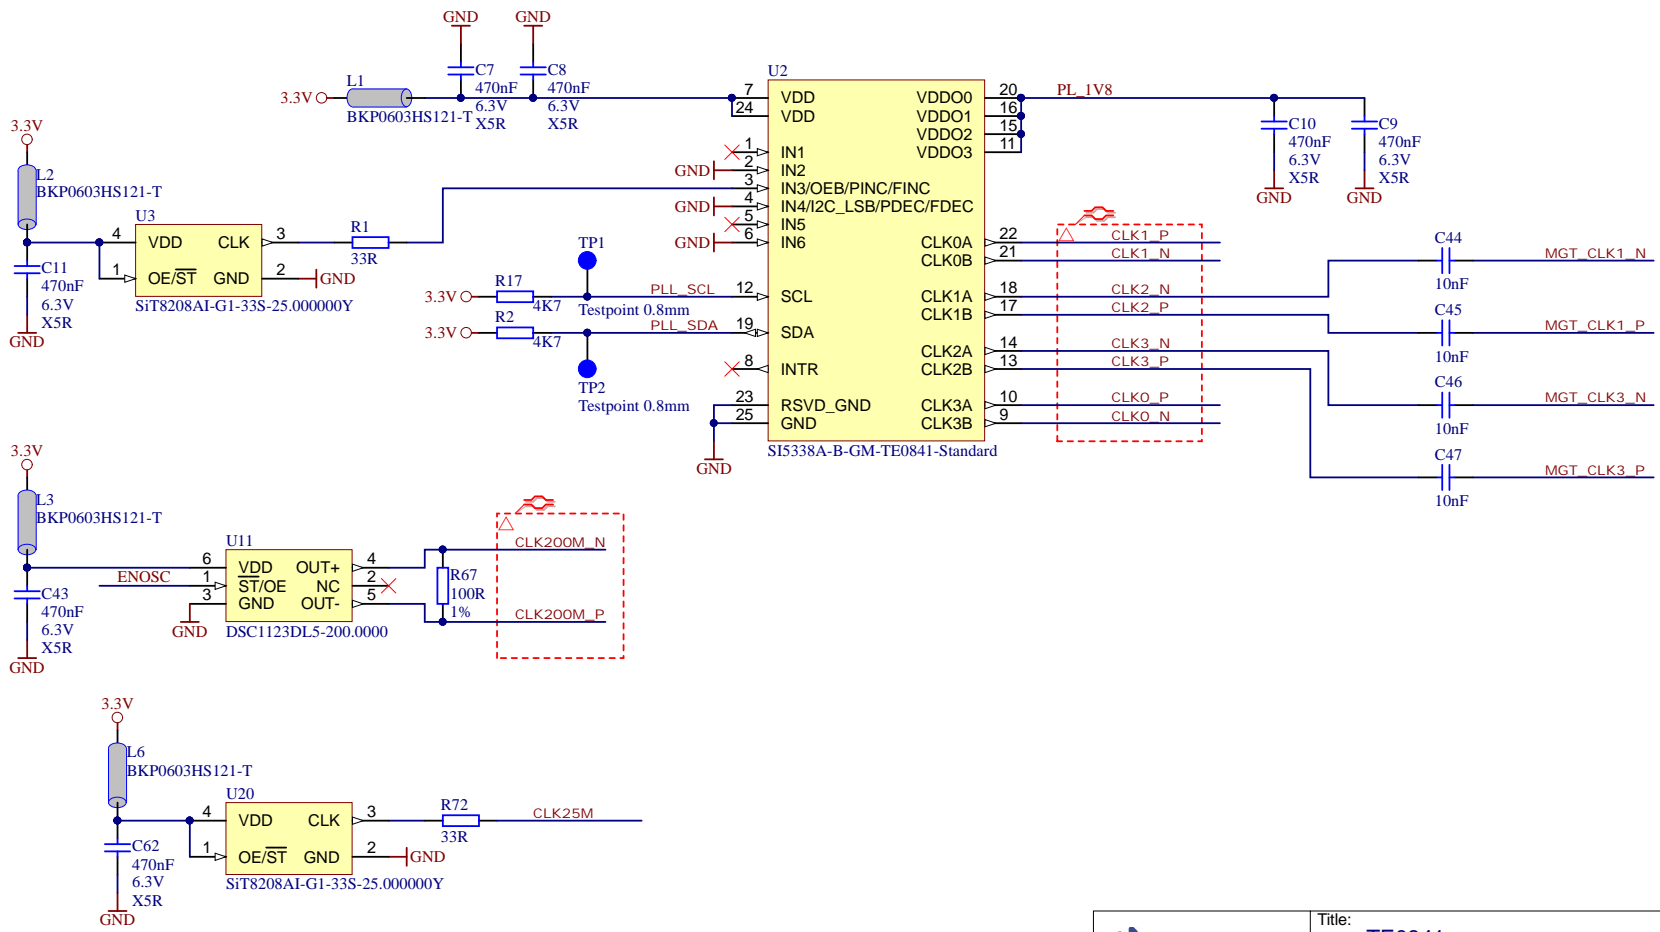 GND
GND
L1
3.3V
BKP0603HS121-T
C7
470nF
6.3V
X5R
C8
470nF
6.3V
X5R
U2
7 VDD VDDO0 20
24 VDD VDDO1 16
VDDO2 15
VDDO3 11
1 IN1
GND 2 IN2
3 IN3/OEB/PINC/FINC
GND 4 IN4/I2C_LSB/PDEC/FDEC
5 IN5
GND 6 IN6
CLK0A 22
CLK0B 21
12 SCL CLK1A 18
CLK1B 17
19 SDA
CLK2A 14
8 INTR CLK2B 13
23 RSVD_GND CLK3A 10
25 GND CLK3B 9
GND
SI5338A-B-GM-TE0841-Standard
PL_1V8
C10
470nF
6.3V
X5R
GND
C9
470nF
6.3V
X5R
GND
CLK1_P
CLK1_N
CLK2_N
CLK2_P
CLK3_N
CLK3_P
CLK0_P
CLK0_N
C44
10nF
MGT_CLK1_N
C45
10nF
MGT_CLK1_P
C46
10nF
MGT_CLK3_N
C47
10nF
MGT_CLK3_P
3.3V
L2
BKP0603HS121-T
C11
470nF
6.3V
X5R
GND
U3
4 VDD CLK 3
1 OE/ST GND 2 GND
SiT8208AI-G1-33S-25.000000Y
R1
33R
TP1
Testpoint 0.8mm
3.3V R17 4K7 PLL_SCL
3.3V R2 4K7 PLL_SDA
TP2
Testpoint 0.8mm
3.3V
L3
BKP0603HS121-T
C43
470nF
6.3V
X5R
GND
ENOSC
U11
6 VDD OUT+ 4
1 ST/OE NC 2
3 GND OUT- 5
GND
DSC1123DL5-200.0000
R67
100R
1%
CLK200M_N
CLK200M_P
3.3V
L6
BKP0603HS121-T
C62
470nF
6.3V
X5R
GND
U20
4 VDD CLK 3
1 OE/ST GND 2 GND
SiT8208AI-G1-33S-25.000000Y
R72
33R
CLK25M
Title: